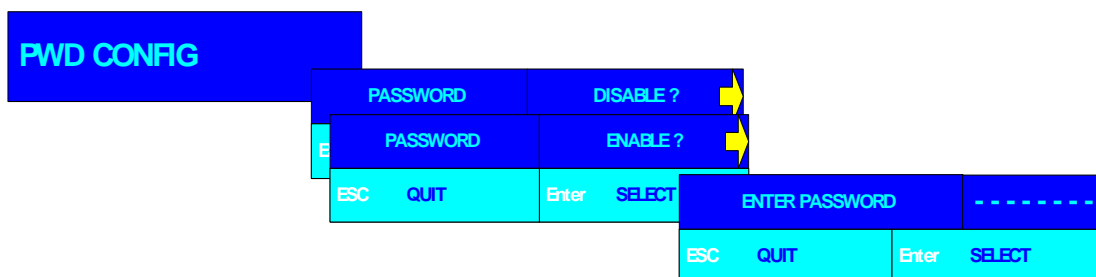 PWD CONFIG
PASSWORD DISABLE ?
E
PASSWORD ENABLE ?
ESC QUIT Enter SELECT
ENTER PASSWORD - - - - - - - -
ESC QUIT Enter SELECT